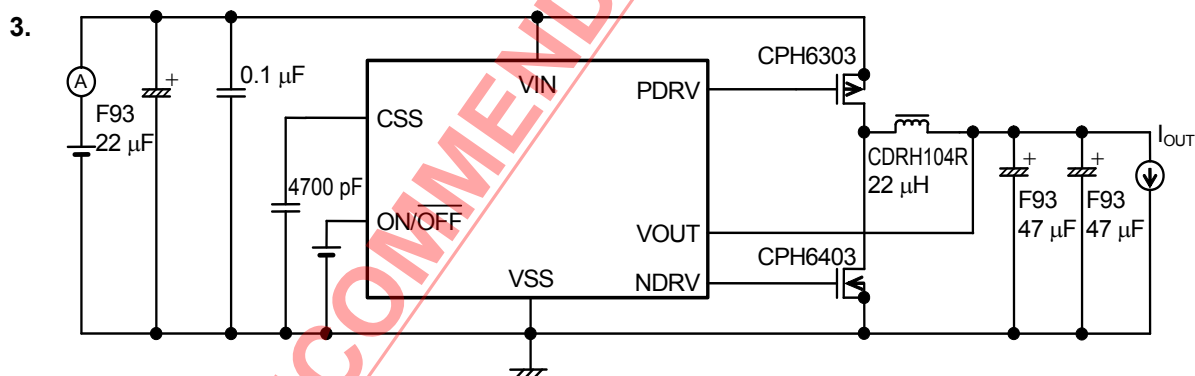 3.
A
+
F93
22 μF
0.1 μF
4700 pF
VIN
CSS
ON/OFF
VSS
PDRV
VOUT
NDRV
CPH6303
CDRH104R
22 μH
CPH6403
+
F93
47 μF
+
F93
47 μF
IOUT
COMMEND